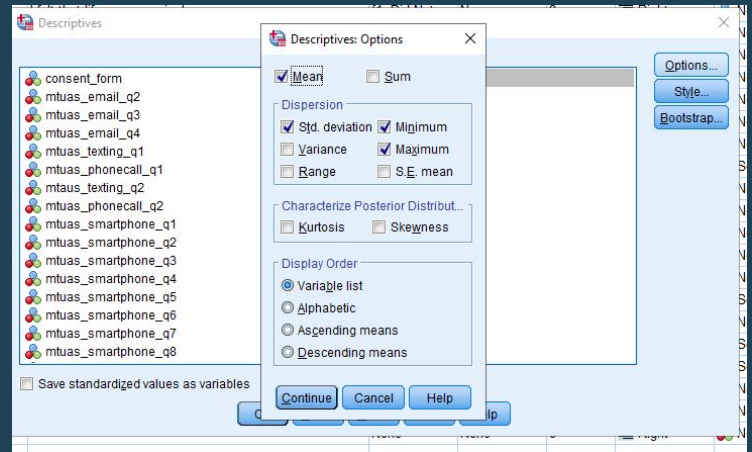 Descriptives
Descriptives: Options
consent_form
mtuas_email_q2
mtuas_email_q3
mtuas_email_q4
mtuas_texting_q1
mtuas_phonecall_q1
mtaus_texting_q2
mtuas_phonecall_q2
mtuas_smartphone_q1
mtuas_smartphone_q2
mtuas_smartphone_q3
mtuas_smartphone_q4
mtuas_smartphone_q5
mtuas_smartphone_q6
mtuas_smartphone_q7
mtuas_smartphone_q8
Save standardized values as variables
Mean Sum
Dispersion
Std. deviation Minimum
Variance Maximum
Range S.E. mean
Characterize Posterior Distribut...
Kurtosis Skewness
Display Order
Variable list
Alphabetic
Ascending means
Descending means
Continue Cancel Help
Options...
Style...
Bootstrap...